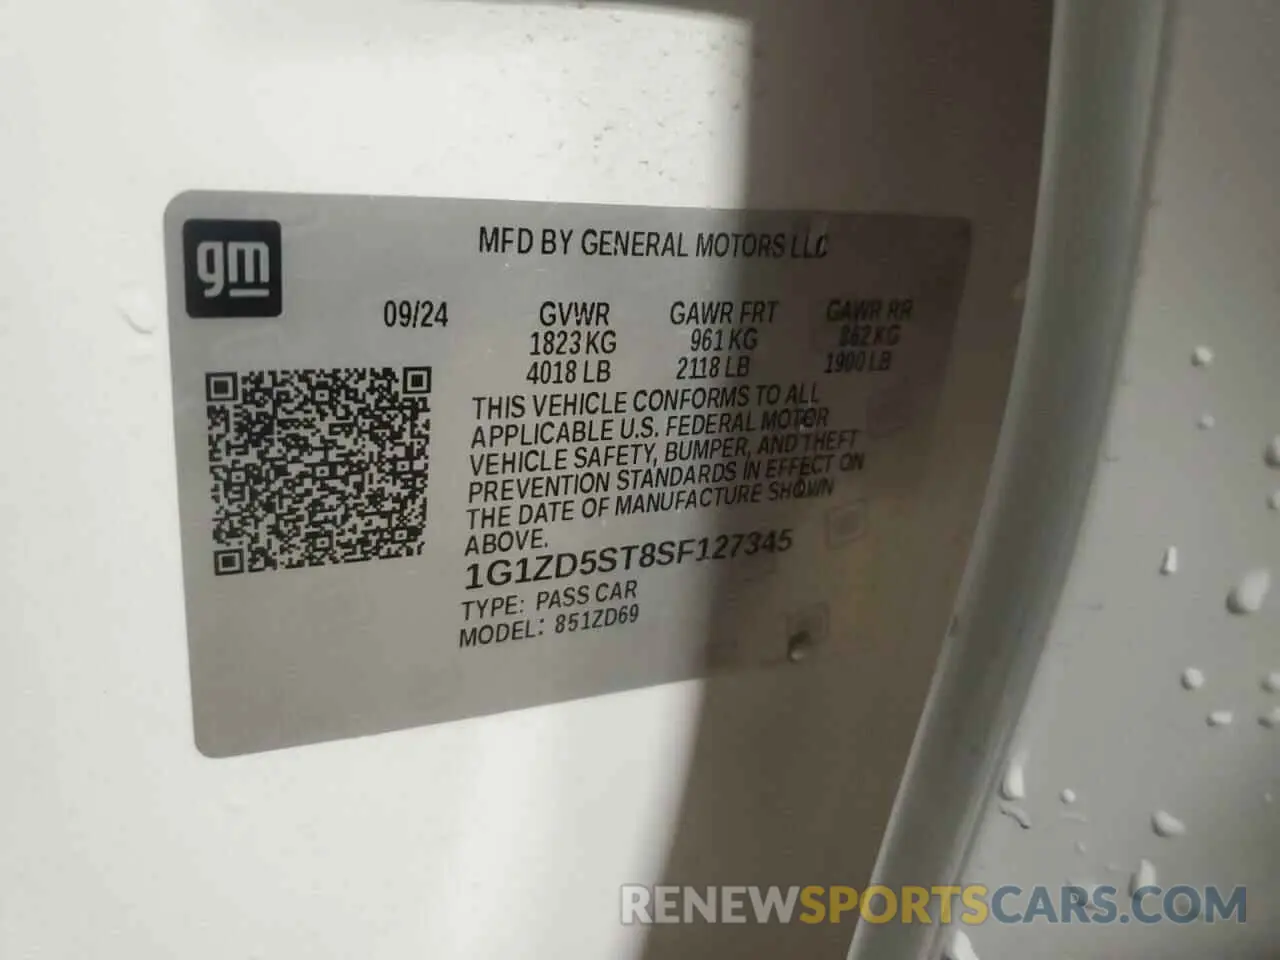 gm
MFD BY GENERAL MOTORS LLC
09/24 GVWR GAWR FRT GAWR RR
1823 KG 961 KG 862 KG
4018 LB 2118 LB 1900 LB
THIS VEHICLE CONFORMS TO ALL
APPLICABLE U.S. FEDERAL MOTOR
VEHICLE SAFETY, BUMPER, AND THEFT
PREVENTION STANDARDS IN EFFECT ON
THE DATE OF MANUFACTURE SHOWN
ABOVE.
1G1ZD5ST8SF127345
TYPE: PASS CAR
MODEL: 851ZD69
RENEWSPORTSCARS.COM